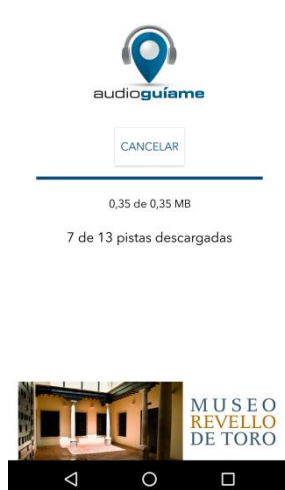 audioguíame
CANCELAR
0,35 de 0,35 MB
7 de 13 pistas descargadas
MUSEO
REVELLO
DE TORO